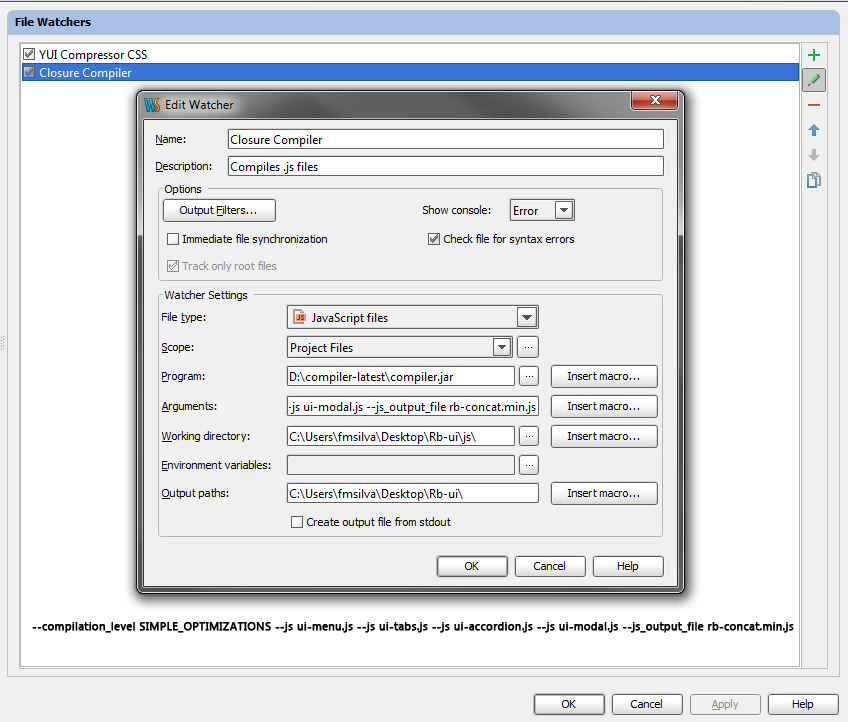 File Watchers
YUI Compressor CSS
Closure Compiler
WS Edit Watcher
Name: Closure Compiler
Description: Compiles .js files
Options
Output Filters... Show console: Error
Immediate file synchronization Check file for syntax errors
Track only root files
Watcher Settings
File type: JS JavaScript files
Scope: Project Files ...
Program: D:\compiler-latest\compiler.jar ... Insert macro...
Arguments: -js ui-modal.js --js_output_file rb-concat.min.js Insert macro...
Working directory: C:\Users\fmsilva\Desktop\Rb-ui\js\ ... Insert macro...
Environment variables: ...
Output paths: C:\Users\fmsilva\Desktop\Rb-ui\ Insert macro...
Create output file from stdout
OK Cancel Help
--compilation_level SIMPLE_OPTIMIZATIONS --js ui-menu.js --js ui-tabs.js --js ui-accordion.js --js ui-modal.js --js_output_file rb-concat.min.js
OK Cancel Apply Help